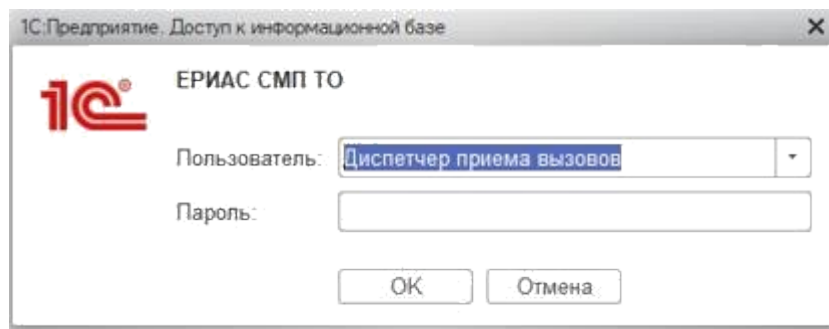 1С:Предприятие. Доступ к информационной базе
1С®
ЕРИАС СМП ТО
Пользователь: Диспетчер приема вызовов
Пароль:
OK Отмена